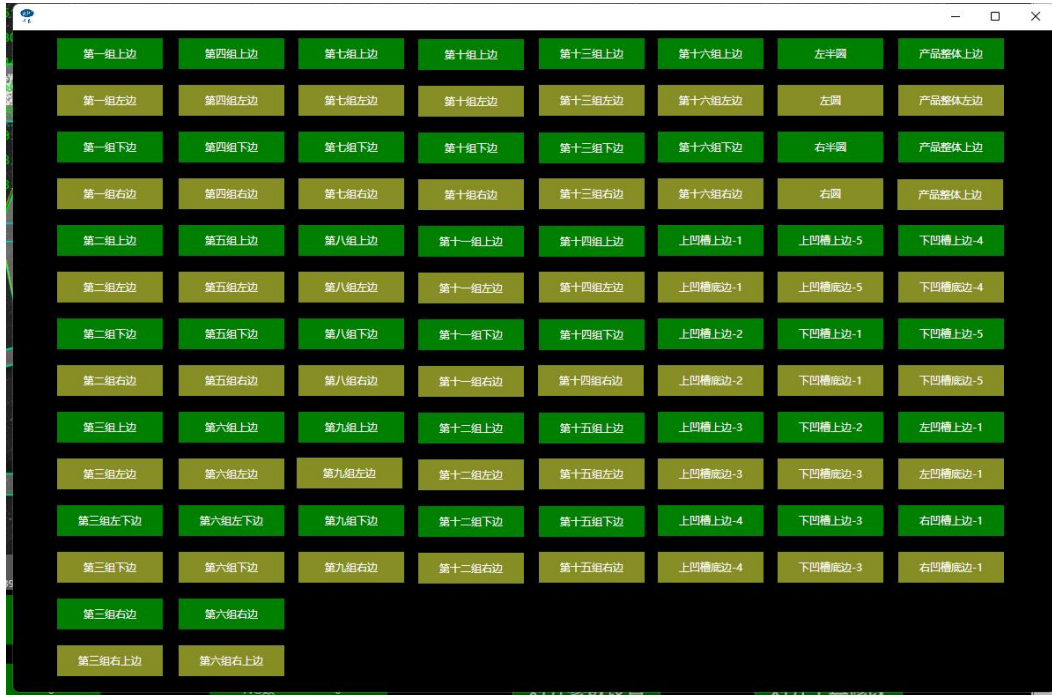 第一组上边 第四组上边 第七组上边 第十组上边 第十三组上边 第十六组上边 左半圆 产品整体上边
第一组左边 第四组左边 第七组左边 第十组左边 第十三组左边 第十六组左边 左圆 产品整体左边
第一组下边 第四组下边 第七组下边 第十组下边 第十三组下边 第十六组下边 右半圆 产品整体上边
第一组右边 第四组右边 第七组右边 第十组右边 第十三组右边 第十六组右边 右圆 产品整体上边
第二组上边 第五组上边 第八组上边 第十一组上边 第十四组上边 上凹槽上边-1 上凹槽上边-5 下凹槽上边-4
第二组左边 第五组左边 第八组左边 第十一组左边 第十四组左边 上凹槽底边-1 上凹槽底边-5 下凹槽底边-4
第二组下边 第五组下边 第八组下边 第十一组下边 第十四组下边 上凹槽上边-2 下凹槽上边-1 下凹槽上边-5
第二组右边 第五组右边 第八组右边 第十一组右边 第十四组右边 上凹槽底边-2 下凹槽底边-1 下凹槽底边-5
第三组上边 第六组上边 第九组上边 第十二组上边 第十五组上边 上凹槽上边-3 下凹槽上边-2 左凹槽上边-1
第三组左边 第六组左边 第九组左边 第十二组左边 第十五组左边 上凹槽底边-3 下凹槽底边-3 左凹槽底边-1
第三组左下边 第六组左下边 第九组下边 第十二组下边 第十五组下边 上凹槽上边-4 下凹槽上边-3 右凹槽上边-1
第三组下边 第六组下边 第九组右边 第十二组右边 第十五组右边 上凹槽底边-4 下凹槽底边-3 右凹槽底边-1
第三组右边 第六组右边
第三组右上边 第六组右上边